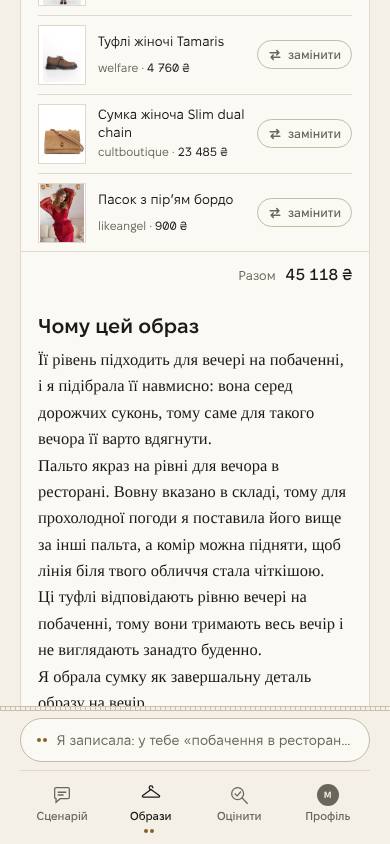 Туфлі жіночі Tamaris
welfare · 4 760 ₴
замінити
Сумка жіноча Slim dual
chain
cultboutique · 23 485 ₴
замінити
Пасок з пір’ям бордо
likeangel · 900 ₴
замінити
Разом 45 118 ₴
Чому цей образ
Її рівень підходить для вечері на побаченні,
і я підібрала її навмисно: вона серед
дорожчих суконь, тому саме для такого
вечора її варто вдягнути.
Пальто якраз на рівні для вечора в
ресторані. Вовну вказано в складі, тому для
прохолодної погоди я поставила його вище
за інші пальта, а комір можна підняти, щоб
лінія біля твого обличчя стала чіткішою.
Ці туфлі відповідають рівню вечері на
побаченні, тому вони тримають весь вечір і
не виглядають занадто буденно.
Я обрала сумку як завершальну деталь
образу на вечір
Я записала: у тебе «побачення в ресторан...
Сценарій
Образи
Оцінити
М
Профіль